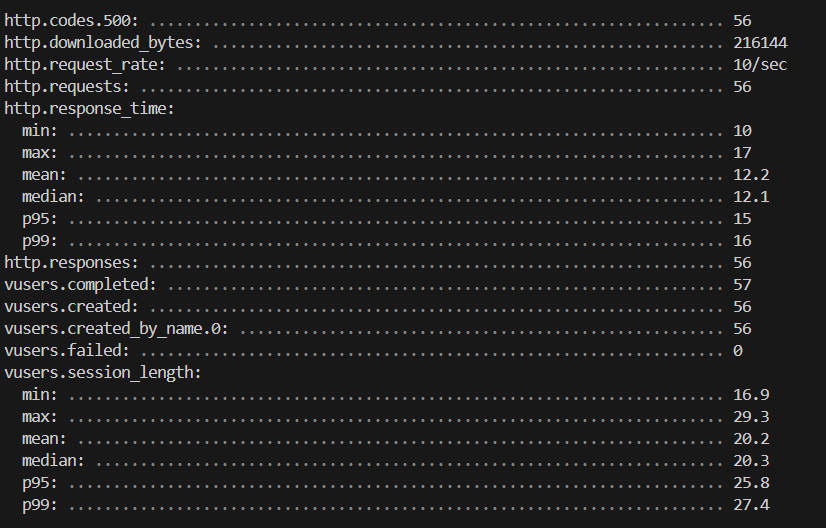 http.codes.500: ................................................................ 56
http.downloaded_bytes: ......................................................... 216144
http.request_rate: ............................................................. 10/sec
http.requests: ................................................................. 56
http.response_time:
  min: ......................................................................... 10
  max: ......................................................................... 17
  mean: ........................................................................ 12.2
  median: ...................................................................... 12.1
  p95: ......................................................................... 15
  p99: ......................................................................... 16
http.responses: ................................................................ 56
vusers.completed: .............................................................. 57
vusers.created: ................................................................ 56
vusers.created_by_name.0: ...................................................... 56
vusers.failed: ................................................................. 0
vusers.session_length:
  min: ......................................................................... 16.9
  max: ......................................................................... 29.3
  mean: ........................................................................ 20.2
  median: ...................................................................... 20.3
  p95: ......................................................................... 25.8
  p99: ......................................................................... 27.4